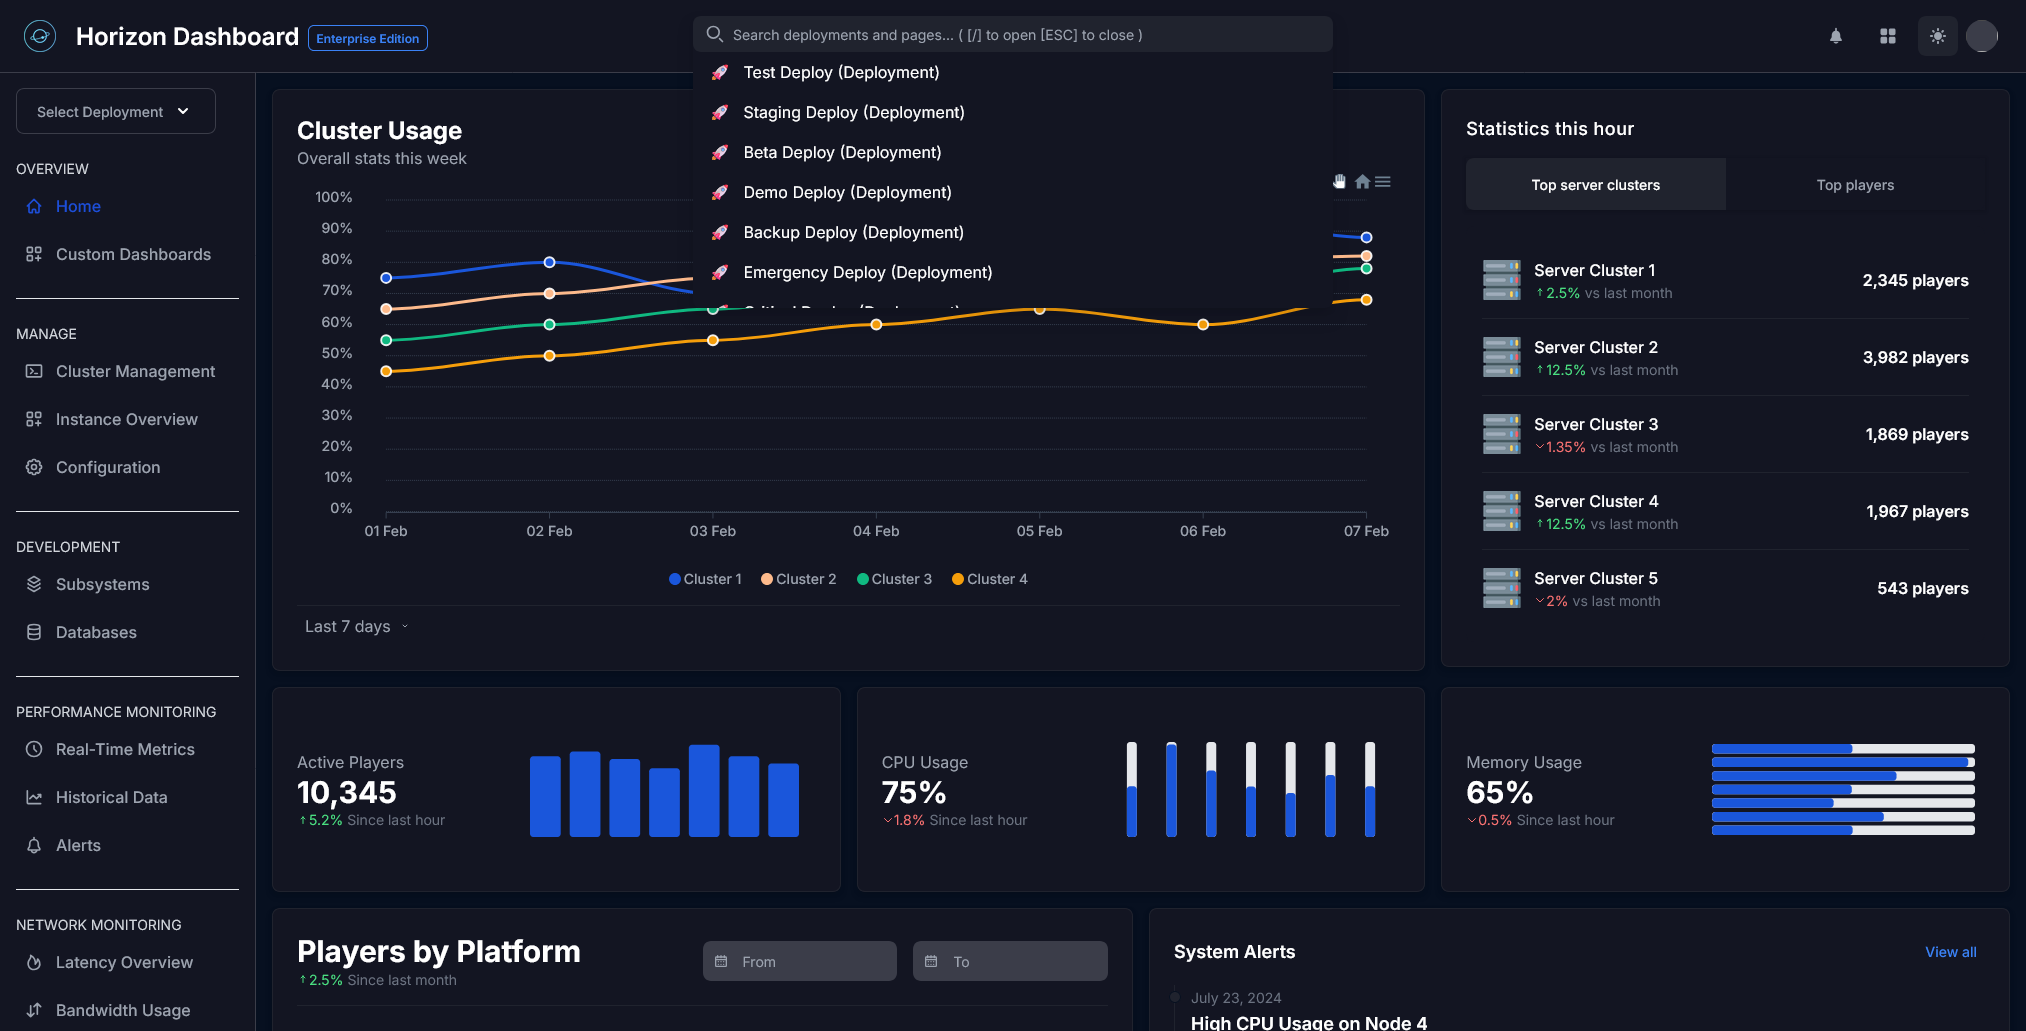 Horizon Dashboard
Enterprise Edition
Search deployments and pages... ( [/] to open [ESC] to close )
Test Deploy (Deployment)
Staging Deploy (Deployment)
Beta Deploy (Deployment)
Demo Deploy (Deployment)
Backup Deploy (Deployment)
Emergency Deploy (Deployment)
Critical Deploy (Deployment)
Select Deployment
OVERVIEW
Home
Custom Dashboards
MANAGE
Cluster Management
Instance Overview
Configuration
DEVELOPMENT
Subsystems
Databases
PERFORMANCE MONITORING
Real-Time Metrics
Historical Data
Alerts
NETWORK MONITORING
Latency Overview
Bandwidth Usage
Cluster Usage
Overall stats this week
100%
90%
80%
70%
60%
50%
40%
30%
20%
10%
0%
01 Feb
02 Feb
03 Feb
04 Feb
05 Feb
06 Feb
07 Feb
Cluster 1
Cluster 2
Cluster 3
Cluster 4
Last 7 days
Statistics this hour
Top server clusters
Top players
Server Cluster 1
2.5% vs last month
2,345 players
Server Cluster 2
12.5% vs last month
3,982 players
Server Cluster 3
1.35% vs last month
1,869 players
Server Cluster 4
12.5% vs last month
1,967 players
Server Cluster 5
2% vs last month
543 players
Active Players
10,345
5.2% Since last hour
CPU Usage
75%
1.8% Since last hour
Memory Usage
65%
0.5% Since last hour
Players by Platform
2.5% Since last month
From
To
System Alerts
View all
July 23, 2024
High CPU Usage on Node 4